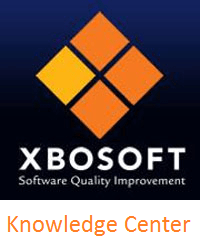 XBOSOFT
Software Quality Improvement
Knowledge Center